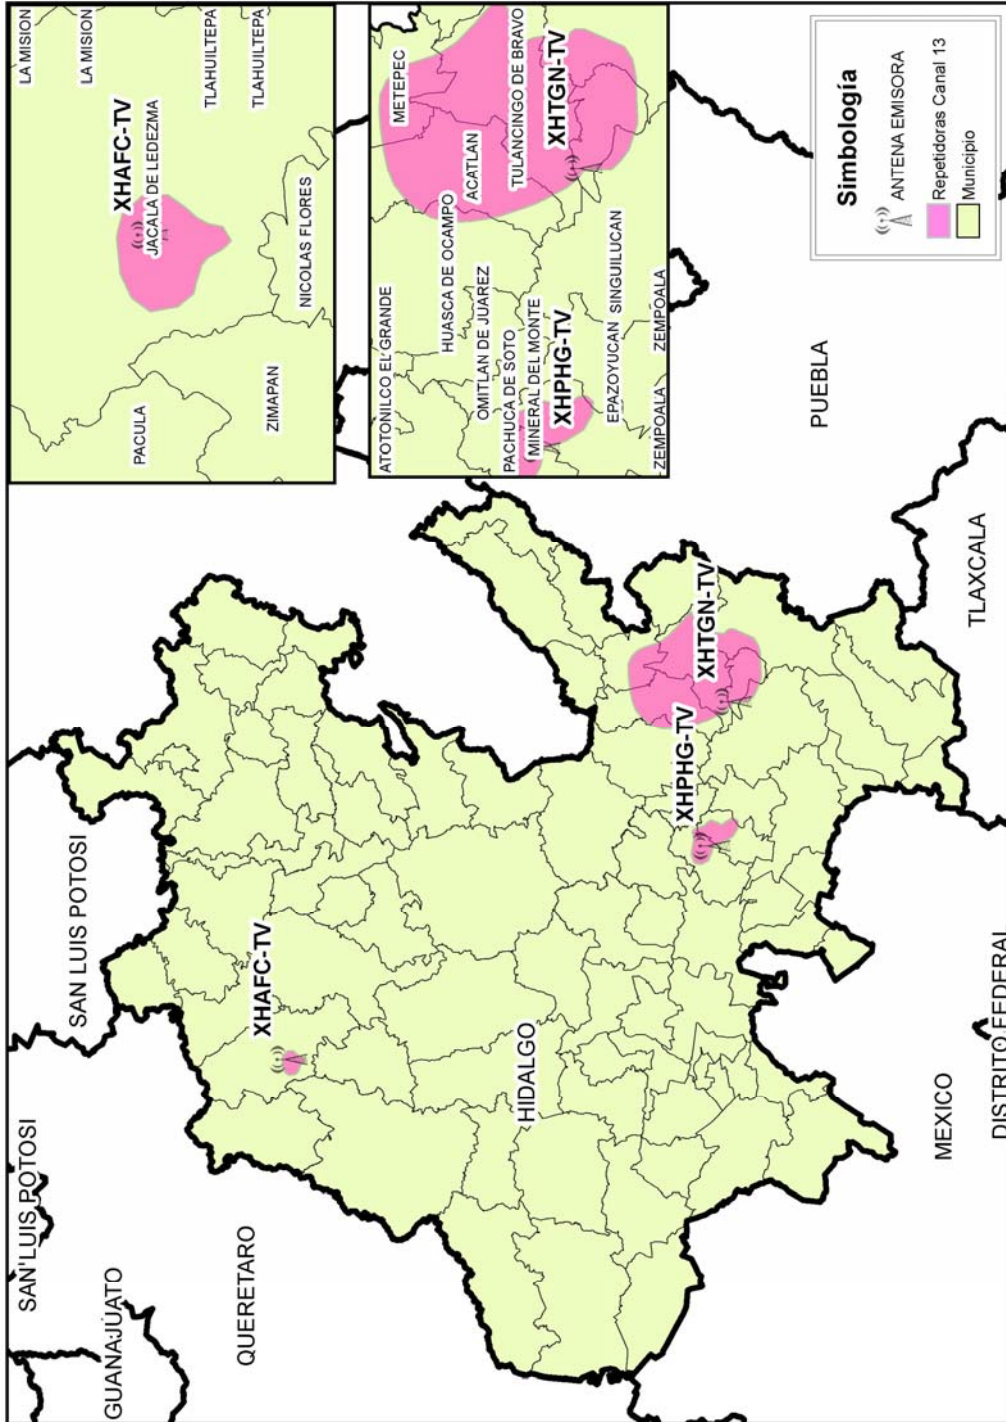 SAN LUIS POTOSI
GUANAJUATO
QUERETARO
SAN LUIS POTOSI
XHAFC-TV
HIDALGO
XHPHG-TV
XHTGN-TV
MEXICO
DISTRITO FEDERAL
TLAXCALA
PUEBLA
LA MISION
LA MISION
XHAFC-TV
JACALA DE LEDEZMA
TLAHUILTEPA
TLAHUILTEPA
PACULA
ZIMAPAN
NICOLAS FLORES
ATOTONILCO EL GRANDE
METEPEC
HUASCA DE OCAMPO
ACATLAN
OMITLAN DE JUAREZ
PACHUCA DE SOTO
TULANCINGO DE BRAVO
MINERAL DEL MONTE
XHPHG-TV
XHTGN-TV
EPAZOYUCAN
SINGUILUCAN
ZEMPOALA
ZEMPOALA
Simbología
ANTENA EMISORA
Repetidoras Canal 13
Municipio